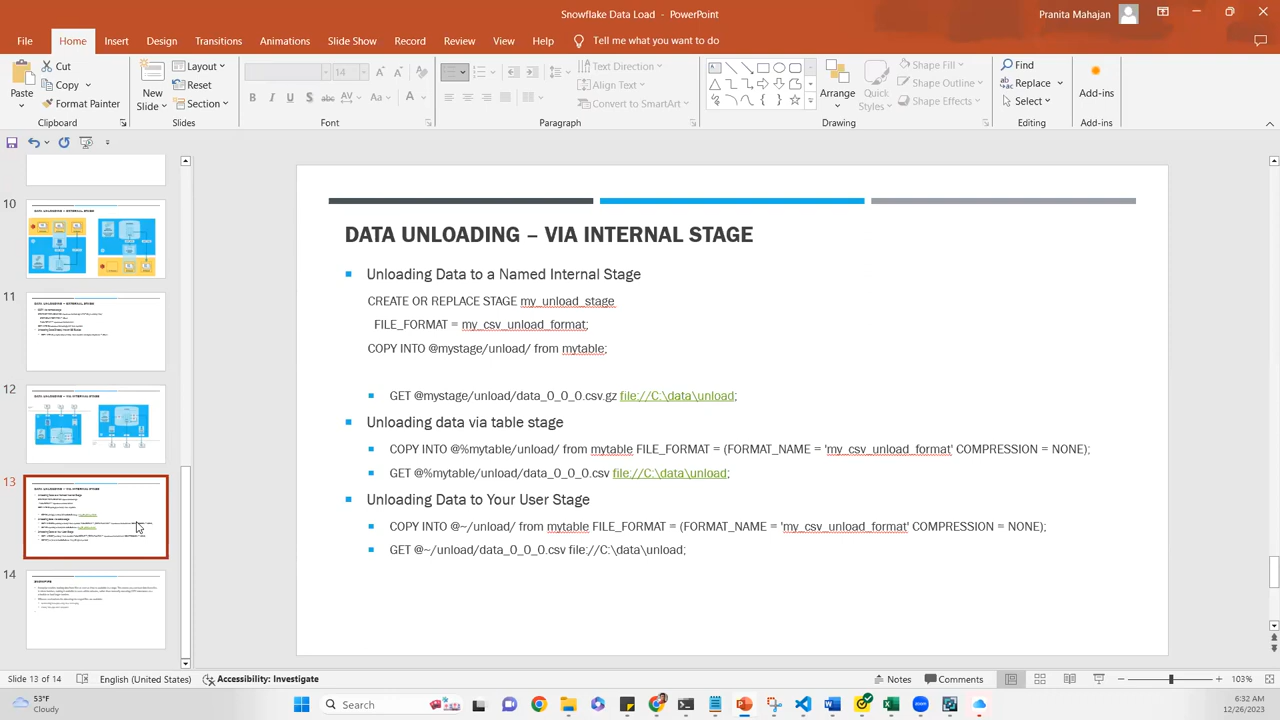 Snowflake Data Load - PowerPoint
Pranita Mahajan
File Home Insert Design Transitions Animations Slide Show Record Review View Help Tell me what you want to do
Paste
Cut
Copy
Format Painter
Clipboard
New Slide
Layout
Reset
Section
Slides
14
Font
Text Direction
Align Text
Convert to SmartArt
Paragraph
Arrange
Quick Styles
Shape Fill
Shape Outline
Shape Effects
Drawing
Find
Replace
Select
Editing
Add-ins
Add-ins
10
11
12
13
14
DATA UNLOADING – VIA INTERNAL STAGE
Unloading Data to a Named Internal Stage
CREATE OR REPLACE STAGE my_unload_stage
FILE_FORMAT = my_csv_unload_format;
COPY INTO @mystage/unload/ from mytable;
GET @mystage/unload/data_0_0_0.csv.gz file://C:\data\unload;
Unloading data via table stage
COPY INTO @%mytable/unload/ from mytable FILE_FORMAT = (FORMAT_NAME = 'my_csv_unload_format' COMPRESSION = NONE);
GET @%mytable/unload/data_0_0_0.csv file://C:\data\unload;
Unloading Data to Your User Stage
COPY INTO @~/unload/ from mytable FILE_FORMAT = (FORMAT_NAME = 'my_csv_unload_format' COMPRESSION = NONE);
GET @~/unload/data_0_0_0.csv file://C:\data\unload;
Slide 13 of 14 English (United States) Accessibility: Investigate Notes Comments 103%
53°F
Cloudy
Search
6:32 AM
12/26/2023